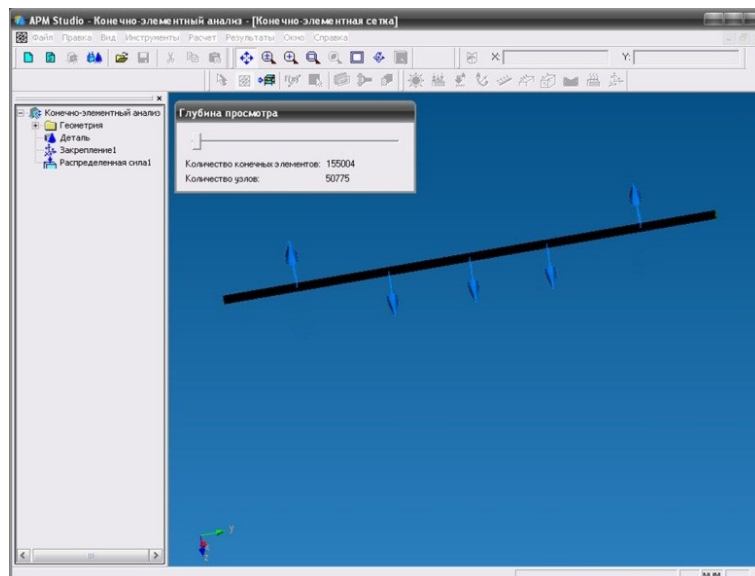 APM Studio - Конечно-элементный анализ - [Конечно-элементная сетка]
Файл Правка Вид Инструменты Расчет Результаты Окно Справка
X: Y:
Конечно-элементный анализ
Геометрия
Деталь
Закрепление1
Распределенная сила1
Глубина просмотра
Количество конечных элементов: 155004
Количество узлов: 50775
Y
NUM